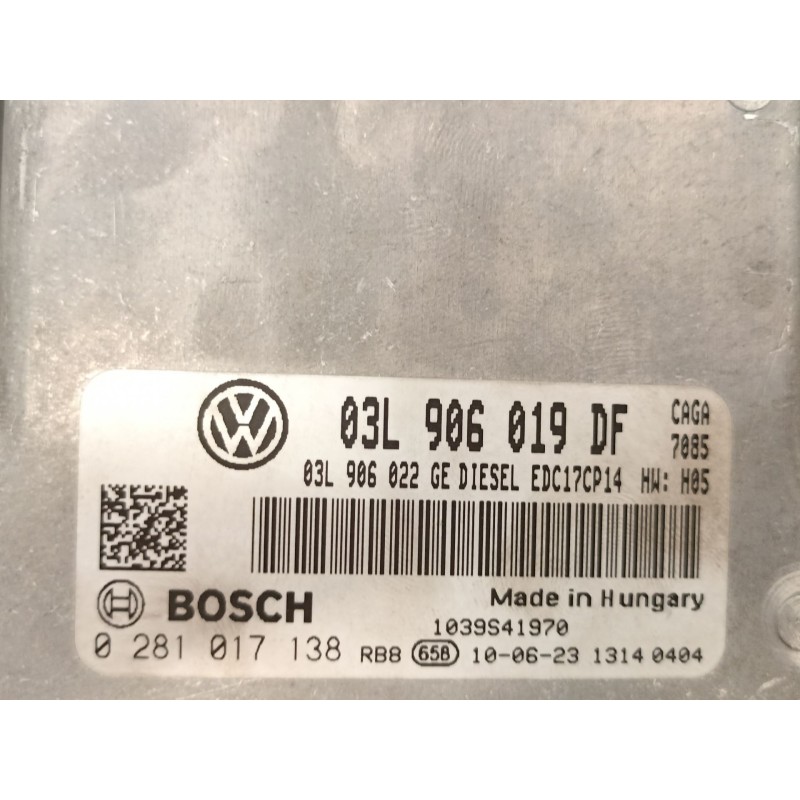 03L 906 019 DF CAGA
7085
03L 906 022 GE DIESEL EDC17CP14 HW: H05
BOSCH Made in Hungary
1039S41970
0 281 017 138 RB8 658 10-06-23 1314 0404